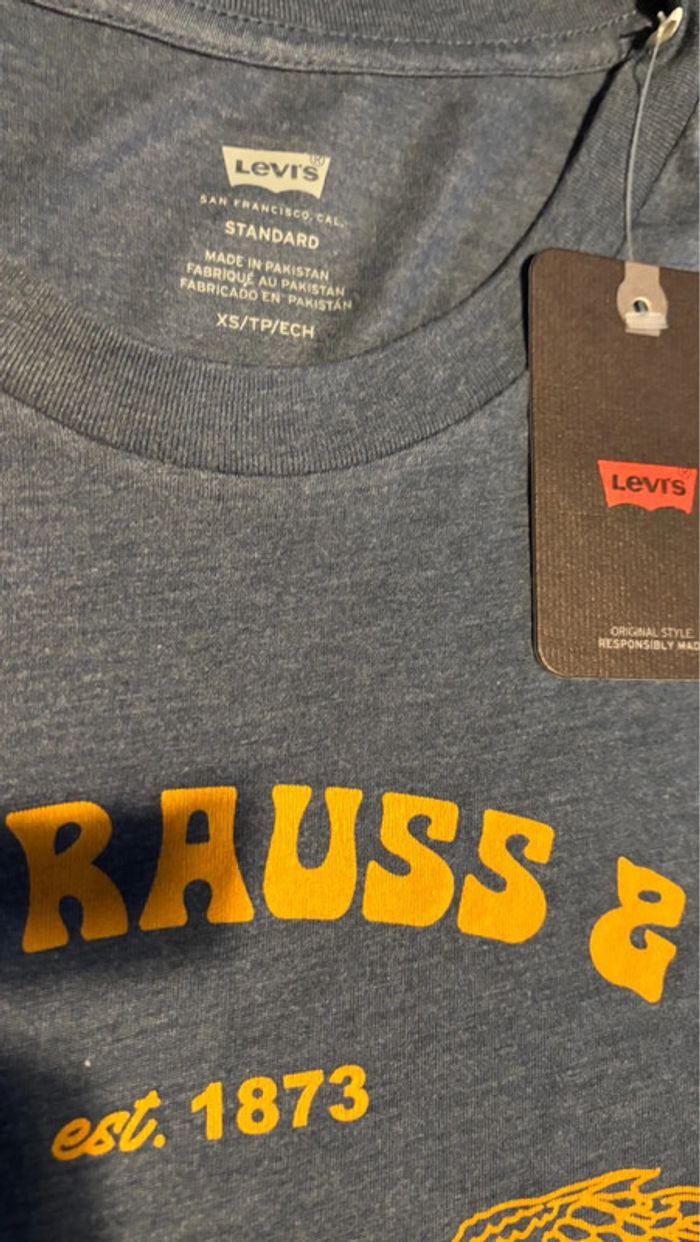 Levi's®
SAN FRANCISCO, CAL.
STANDARD
MADE IN PAKISTAN
FABRIQUÉ AU PAKISTAN
FABRICADO EN PAKISTÁN
XS/TP/ECH
Levi's
ORIGINAL STYLE.
RESPONSIBLY MAD
RAUSS &
est. 1873